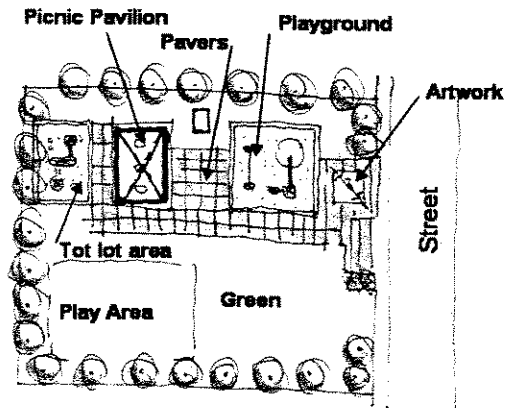 Picnic Pavilion
Playground
Pavers
Artwork
Street
Tot lot area
Play Area
Green